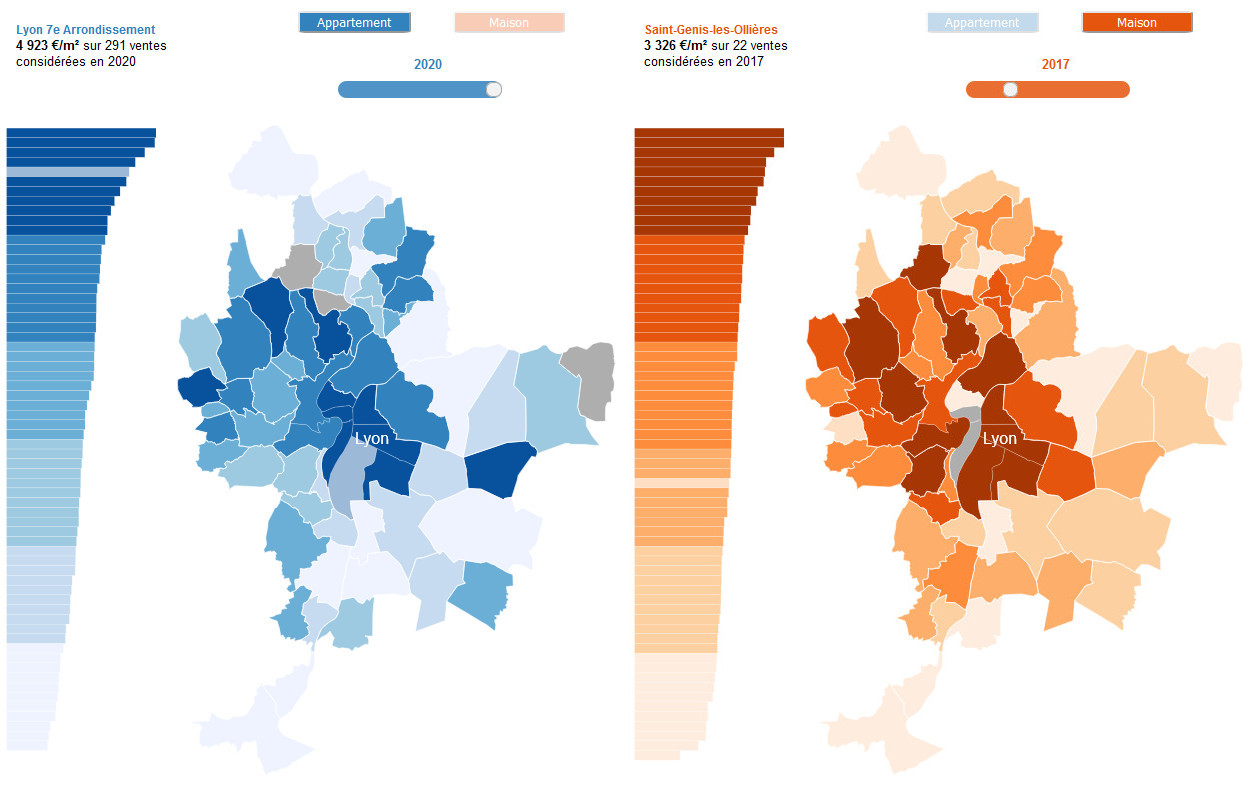 Appartement
Maison
Lyon 7e Arrondissement
4 923 €/m² sur 291 ventes
considérées en 2020
2020
Lyon
Appartement
Maison
Saint-Genis-les-Ollières
3 326 €/m² sur 22 ventes
considérées en 2017
2017
Lyon